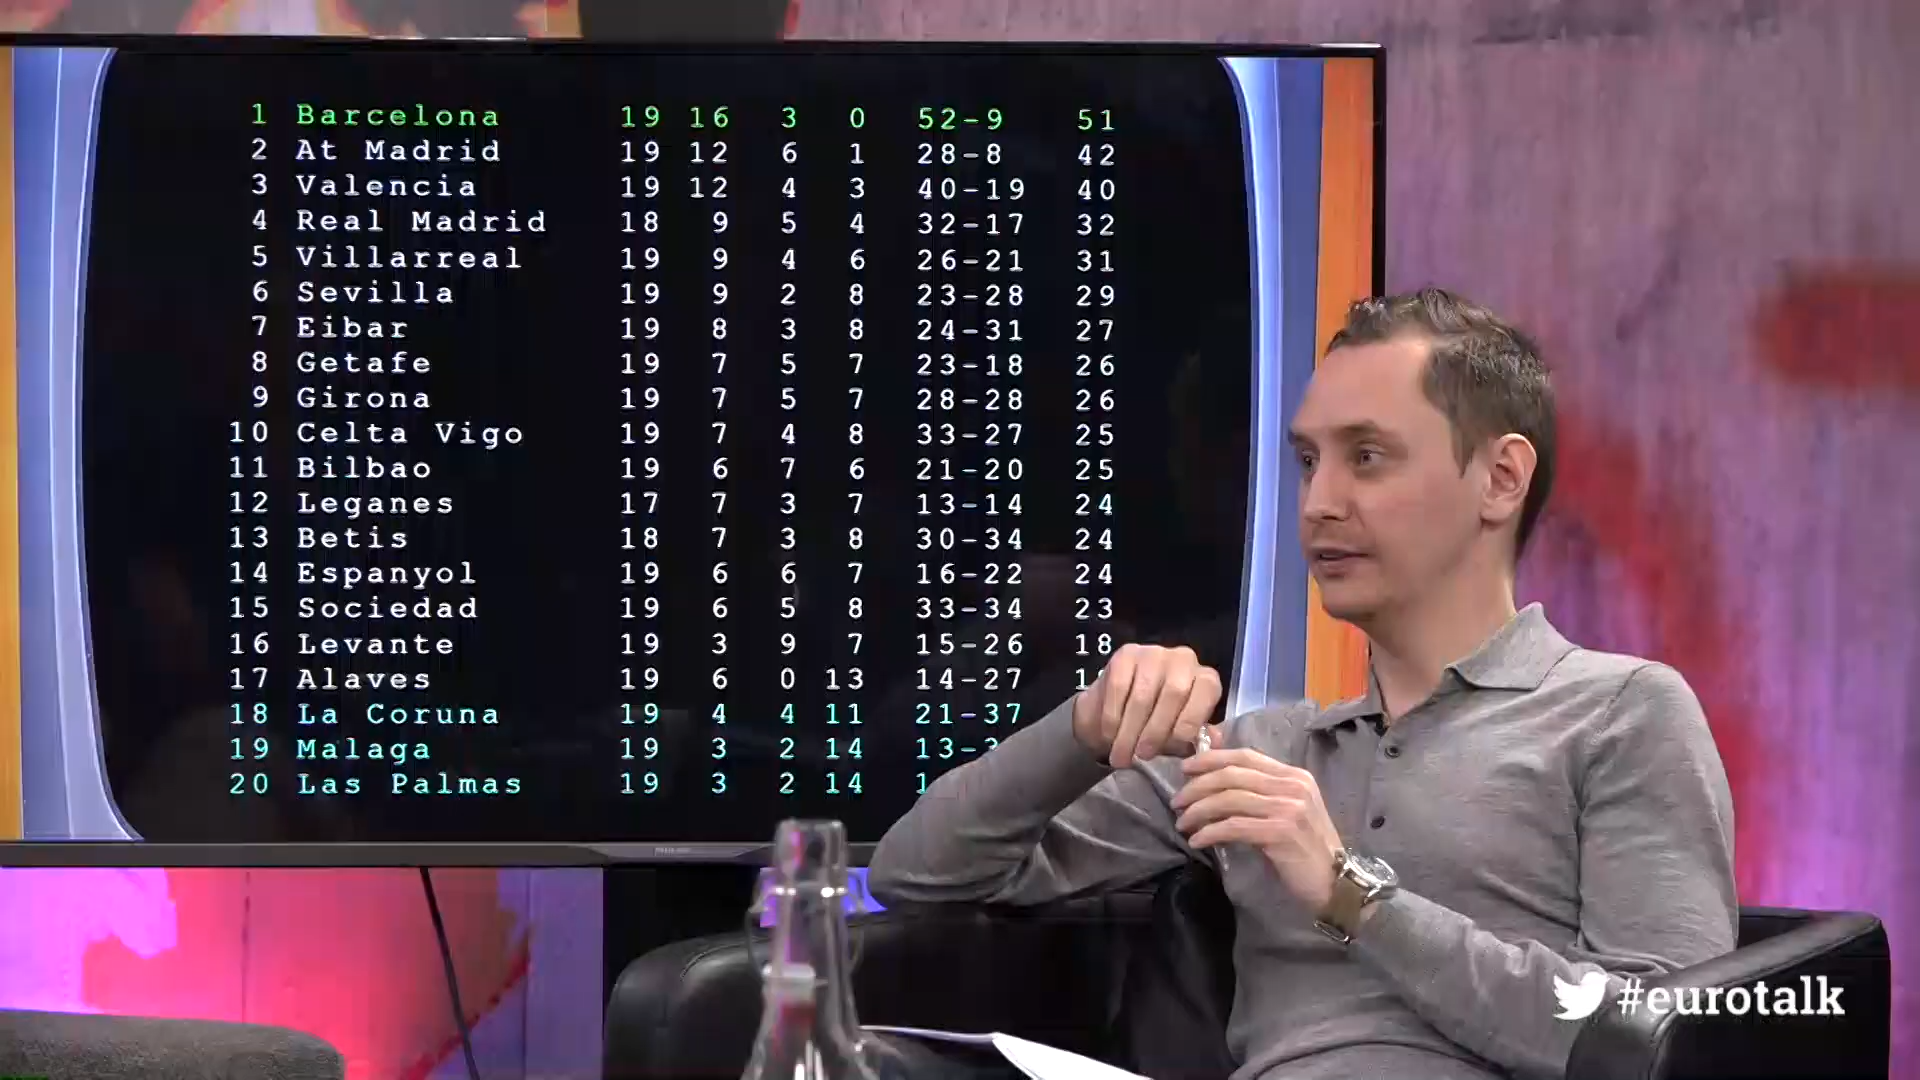 1 Barcelona 19 16 3 0 52-9 51
2 At Madrid 19 12 6 1 28-8 42
3 Valencia 19 12 4 3 40-19 40
4 Real Madrid 18 9 5 4 32-17 32
5 Villarreal 19 9 4 6 26-21 31
6 Sevilla 19 9 2 8 23-28 29
7 Eibar 19 8 3 8 24-31 27
8 Getafe 19 7 5 7 23-18 26
9 Girona 19 7 5 7 28-28 26
10 Celta Vigo 19 7 4 8 33-27 25
11 Bilbao 19 6 7 6 21-20 25
12 Leganes 17 7 3 7 13-14 24
13 Betis 18 7 3 8 30-34 24
14 Espanyol 19 6 6 7 16-22 24
15 Sociedad 19 6 5 8 33-34 23
16 Levante 19 3 9 7 15-26 18
17 Alaves 19 6 0 13 14-27
18 La Coruna 19 4 4 11 21-37
19 Malaga 19 3 2 14
20 Las Palmas 19 3 2 14
#eurotalk